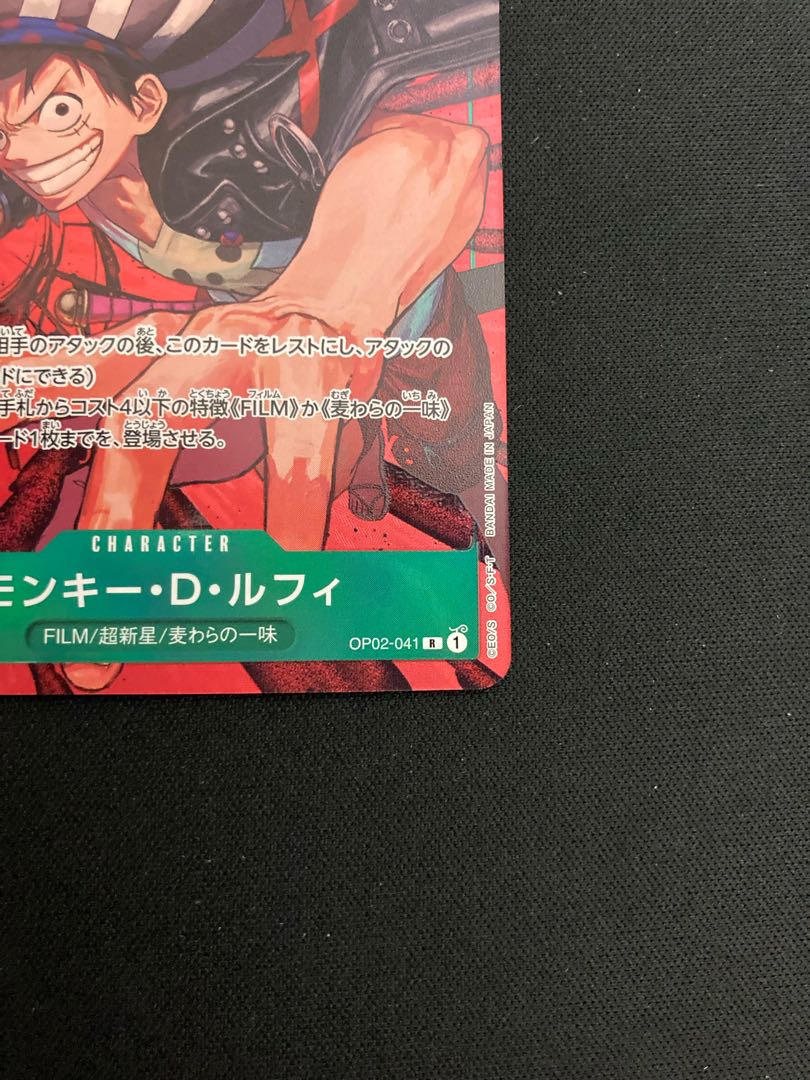 相手のアタックの後、このカードをレストにし、アタックの
ドにできる)
手札からコスト4以下の特徴《FILM》か《麦わらの一味》
ード1枚までを、登場させる。
CHARACTER
モンキー・D・ルフィ
FILM/超新星/麦わらの一味
OP02-041 R 1
©EO/S ©O/S・F・T BANDAI MADE IN JAPAN